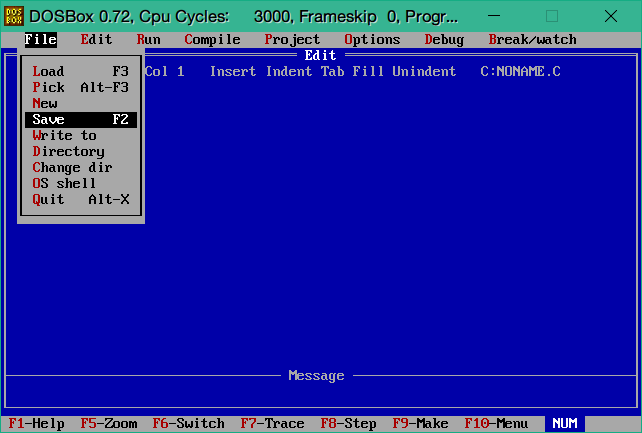 DOS BOX DOSBox 0.72, Cpu Cycles: 3000, Frameskip 0, Progr...
File Edit Run Compile Project Options Debug Break/watch
Edit
Col 1 Insert Indent Tab Fill Unindent C:NONAME.C
Load F3
Pick Alt-F3
New
Save F2
Write to
Directory
Change dir
OS shell
Quit Alt-X
Message
F1-Help F5-Zoom F6-Switch F7-Trace F8-Step F9-Make F10-Menu NUM